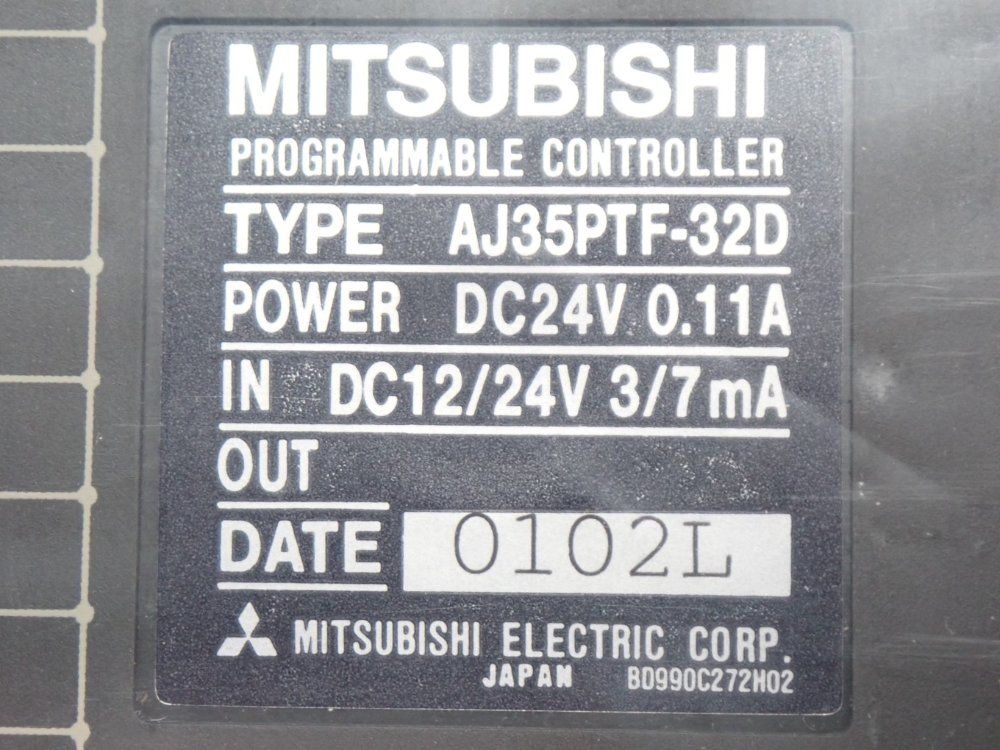 MITSUBISHI
PROGRAMMABLE CONTROLLER
TYPE AJ35PTF-32D
POWER DC24V 0.11A
IN DC12/24V 3/7mA
OUT
DATE 0102L
MITSUBISHI ELECTRIC CORP.
JAPAN BD990C272H02